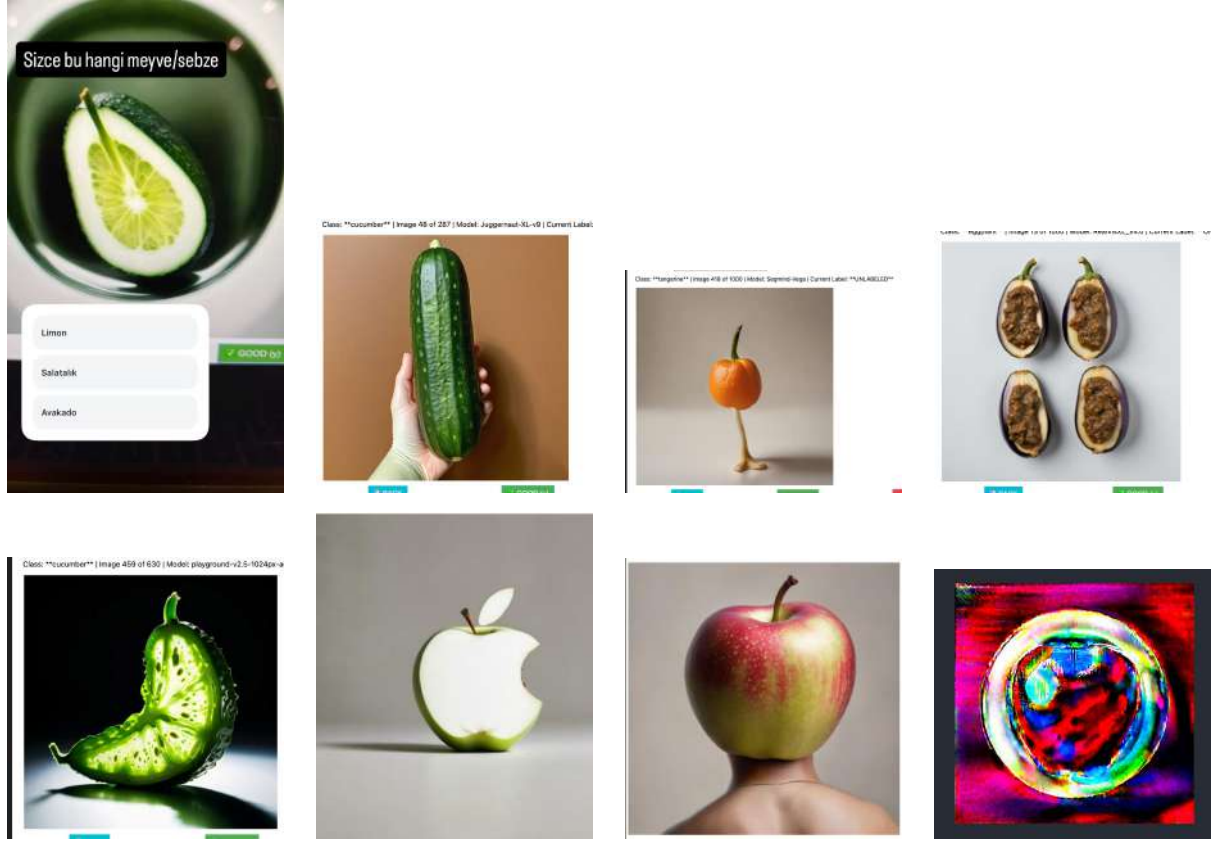 Sizce bu hangi meyve/sebze
Limon
Salatalık
Avakado
GOOD
Class: **cucumber** | Image 48 of 287 | Model: Juggernaut-XL-v9 | Current Label:
Class: **tangerine** | Image 418 of 1000 | Model: Segmind-Vega | Current Label: **UNLABELED**
Class: **cucumber** | Image 459 of 630 | Model: playground-v2.5-1024px-a